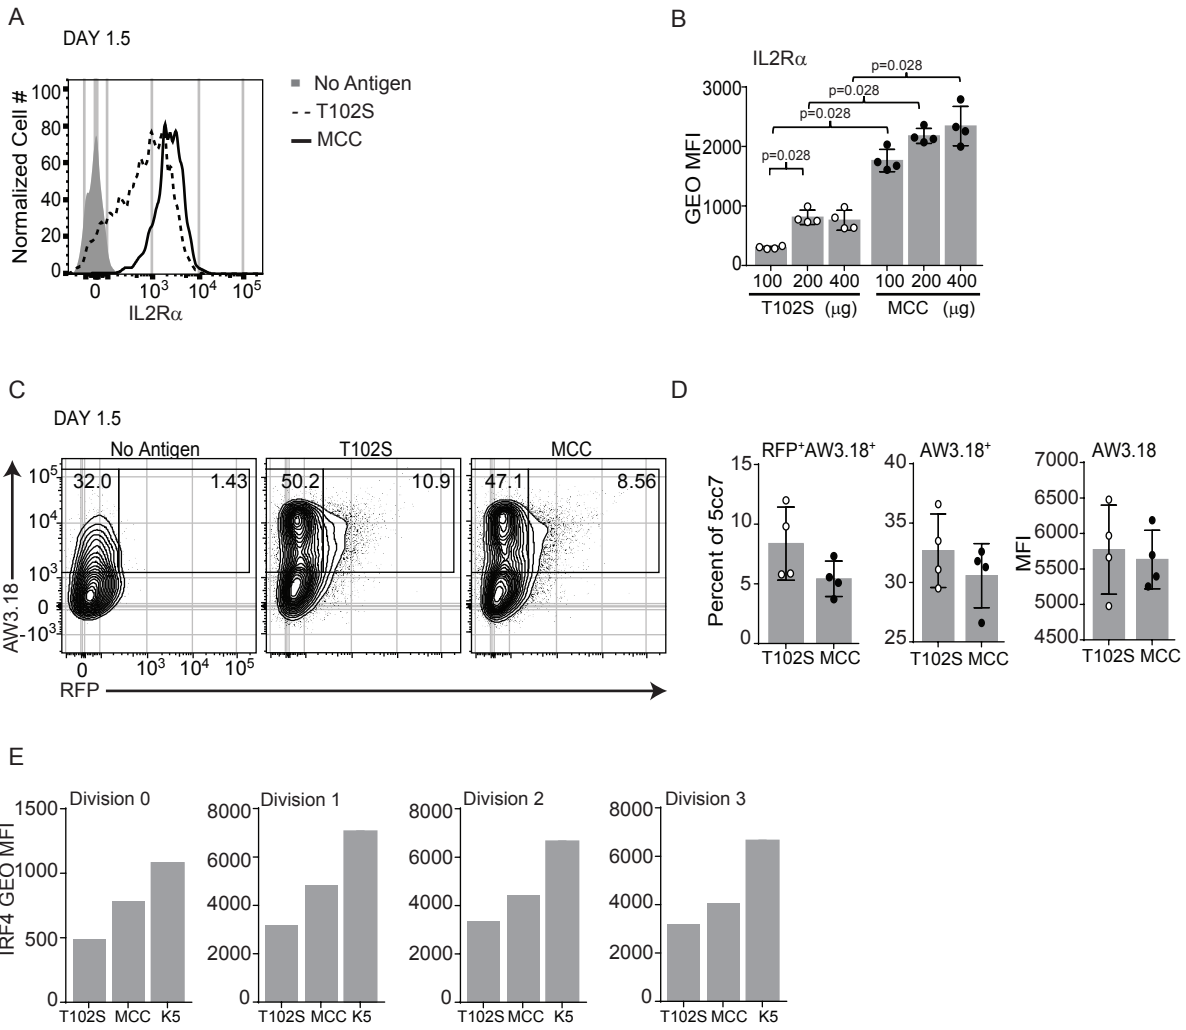 A
DAY 1.5
No Antigen
T102S
MCC
Normalized Cell #
100
80
60
40
20
0
0 10³ 10⁴ 10⁵
IL2Rα
B
IL2Rα
GEO MFI
3000
2000
1000
0
p=0.028
p=0.028
p=0.028
p=0.028
100 200 400 100 200 400
T102S (µg) MCC (µg)
C
DAY 1.5
No Antigen T102S MCC
AW3.18
10⁵
10⁴
10³
0
-10³
32.0 1.43 50.2 10.9 47.1 8.56
0 10³ 10⁴ 10⁵
RFP
D
RFP⁺AW3.18⁺
Percent of 5cc7
15
10
5
0
T102S MCC
AW3.18⁺
40
35
30
25
T102S MCC
AW3.18
MFI
7000
6500
6000
5500
5000
4500
T102S MCC
E
IRF4 GEO MFI
Division 0
1500
1000
500
0
T102S MCC K5
Division 1
8000
6000
4000
2000
0
T102S MCC K5
Division 2
8000
6000
4000
2000
0
T102S MCC K5
Division 3
8000
6000
4000
2000
0
T102S MCC K5